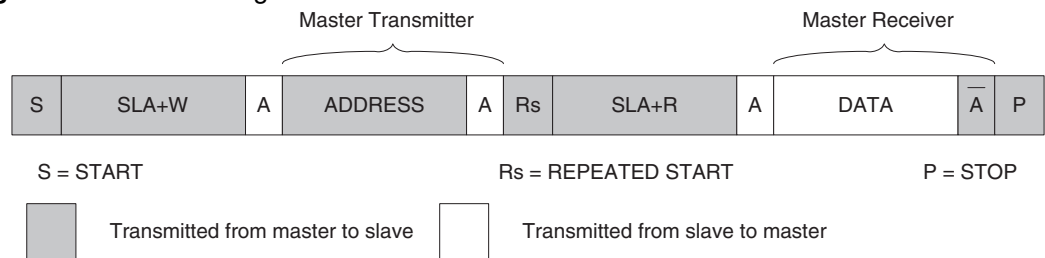 Master Transmitter Master Receiver
S SLA+W A ADDRESS A Rs SLA+R A DATA A̅ P
S = START Rs = REPEATED START P = STOP
Transmitted from master to slave Transmitted from slave to master